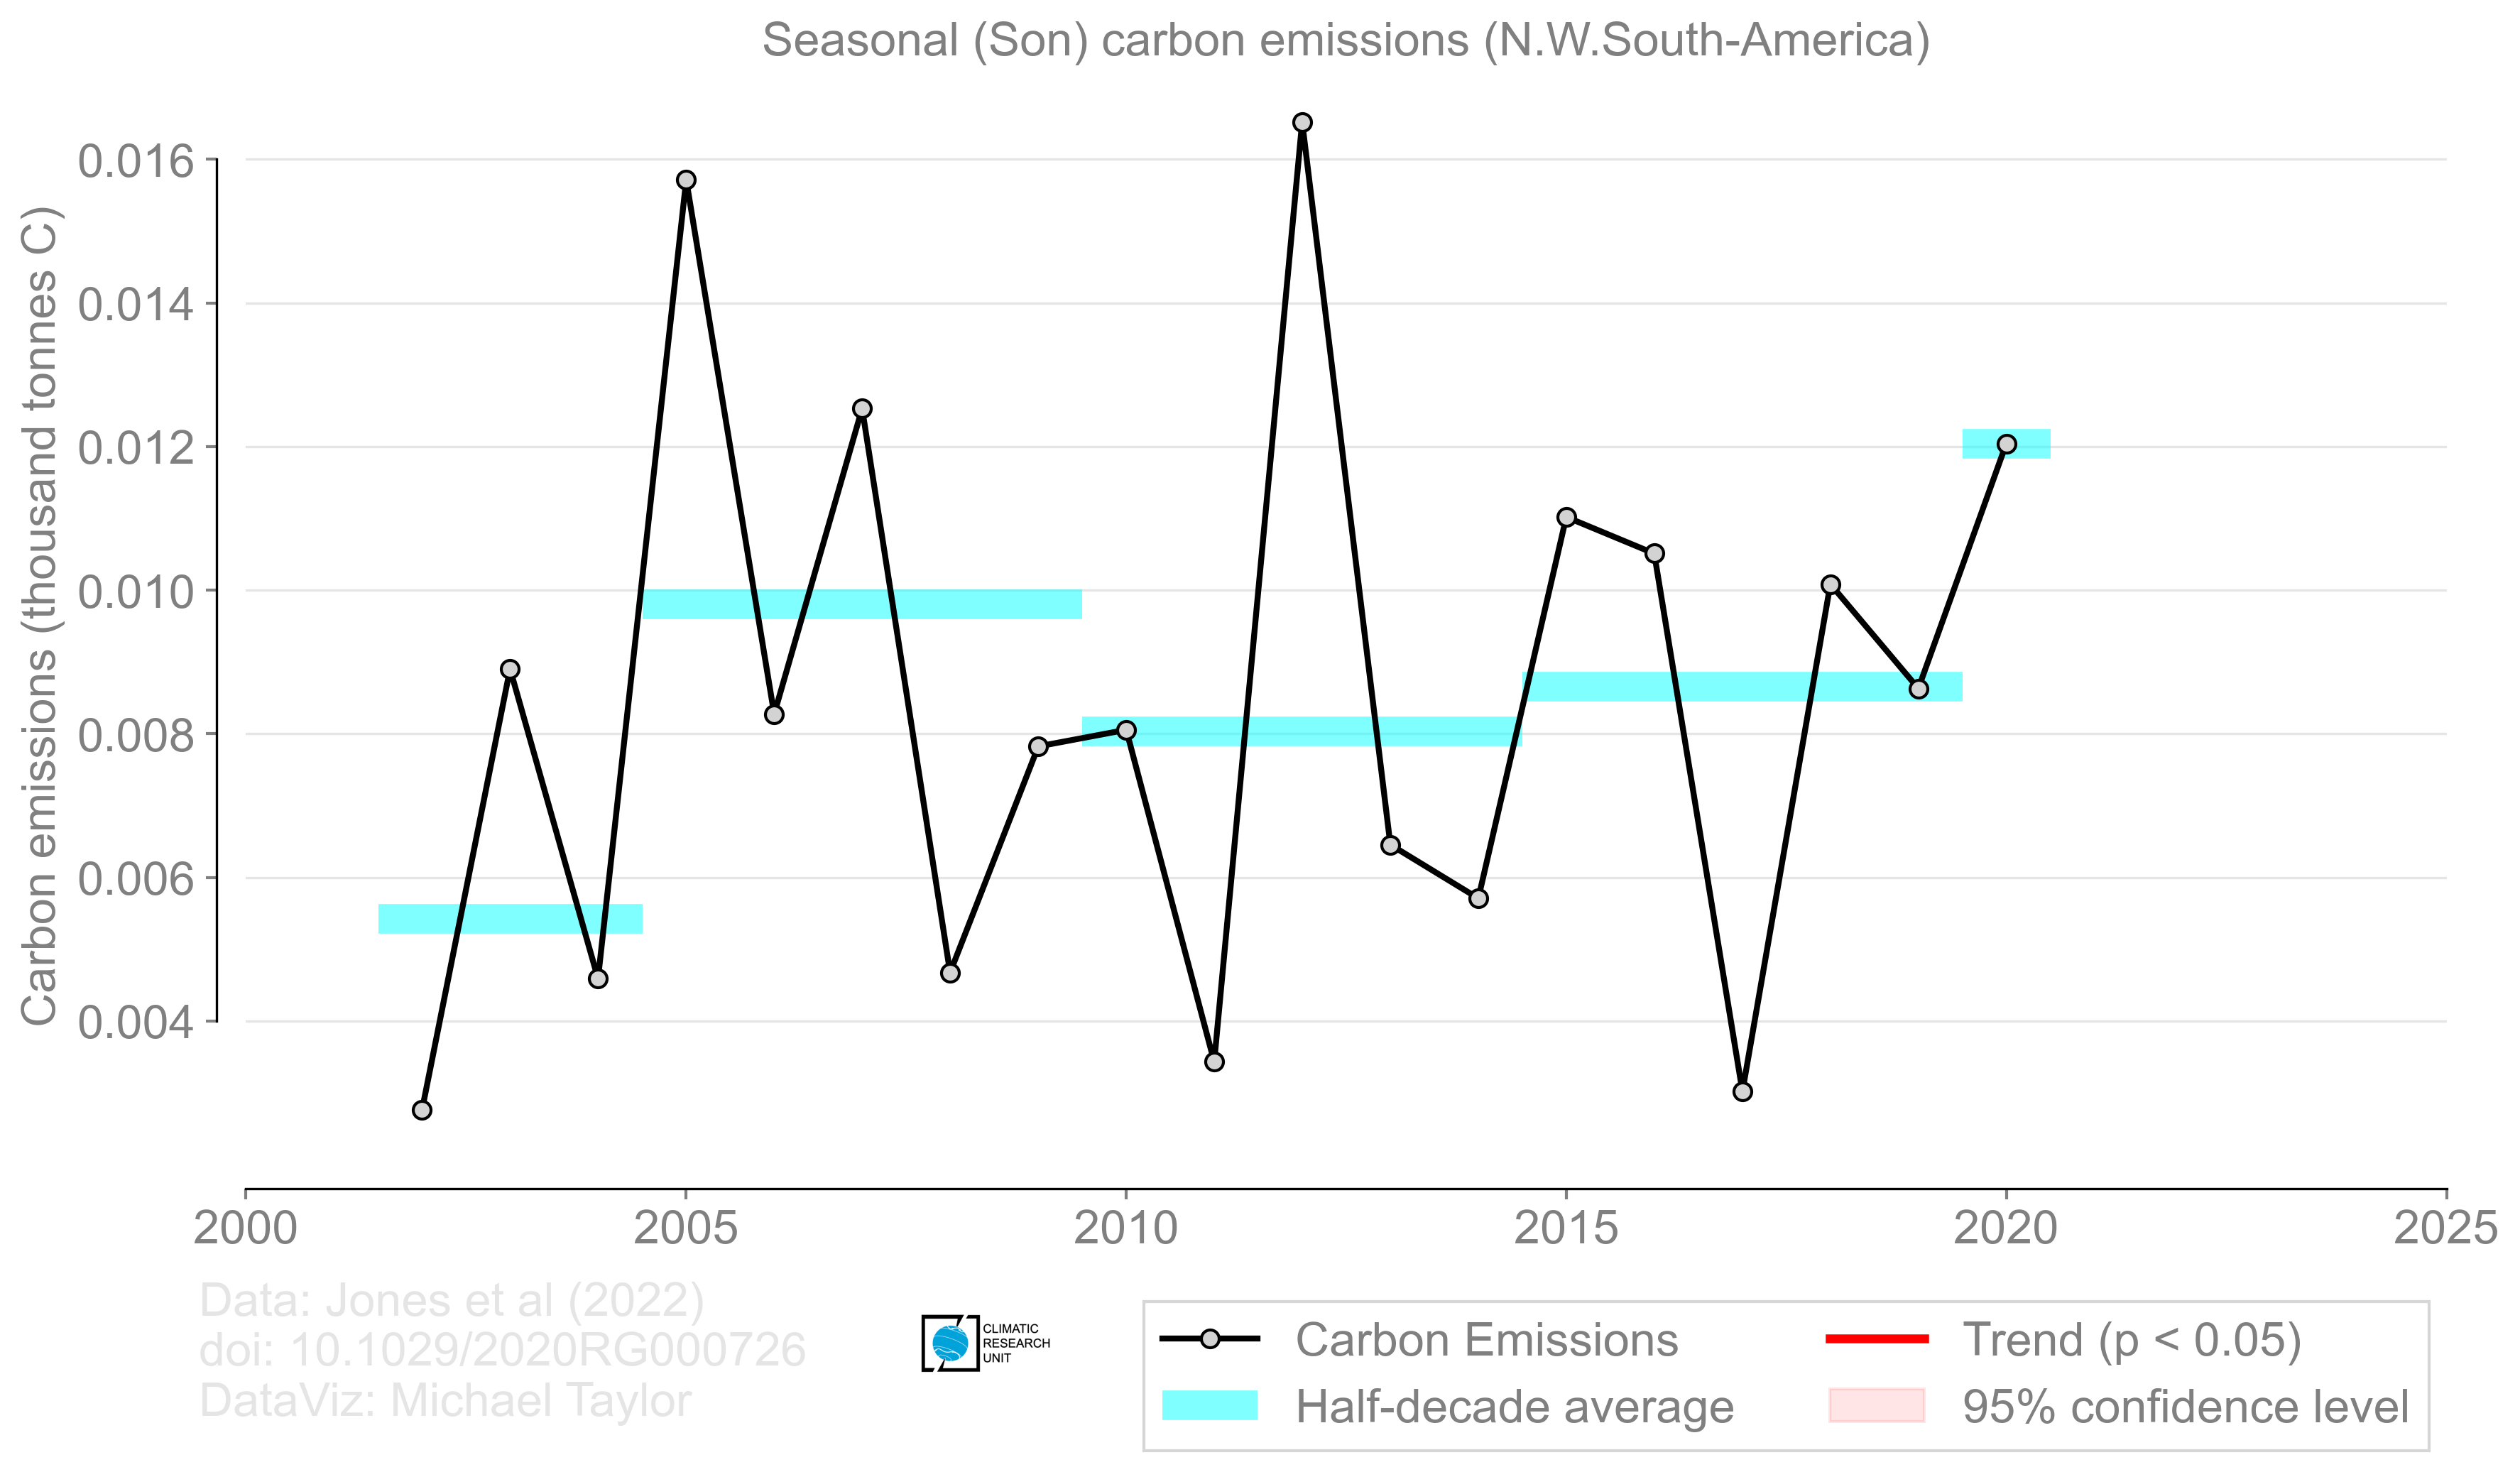 Seasonal (Son) carbon emissions (N.W.South-America)
Carbon emissions (thousand tonnes C)
0.016
0.014
0.012
0.010
0.008
0.006
0.004
2000 2005 2010 2015 2020 2025
Data: Jones et al (2022)
doi: 10.1029/2020RG000726
DataViz: Michael Taylor
CLIMATIC
RESEARCH
UNIT
Carbon Emissions
Half-decade average
Trend (p < 0.05)
95% confidence level